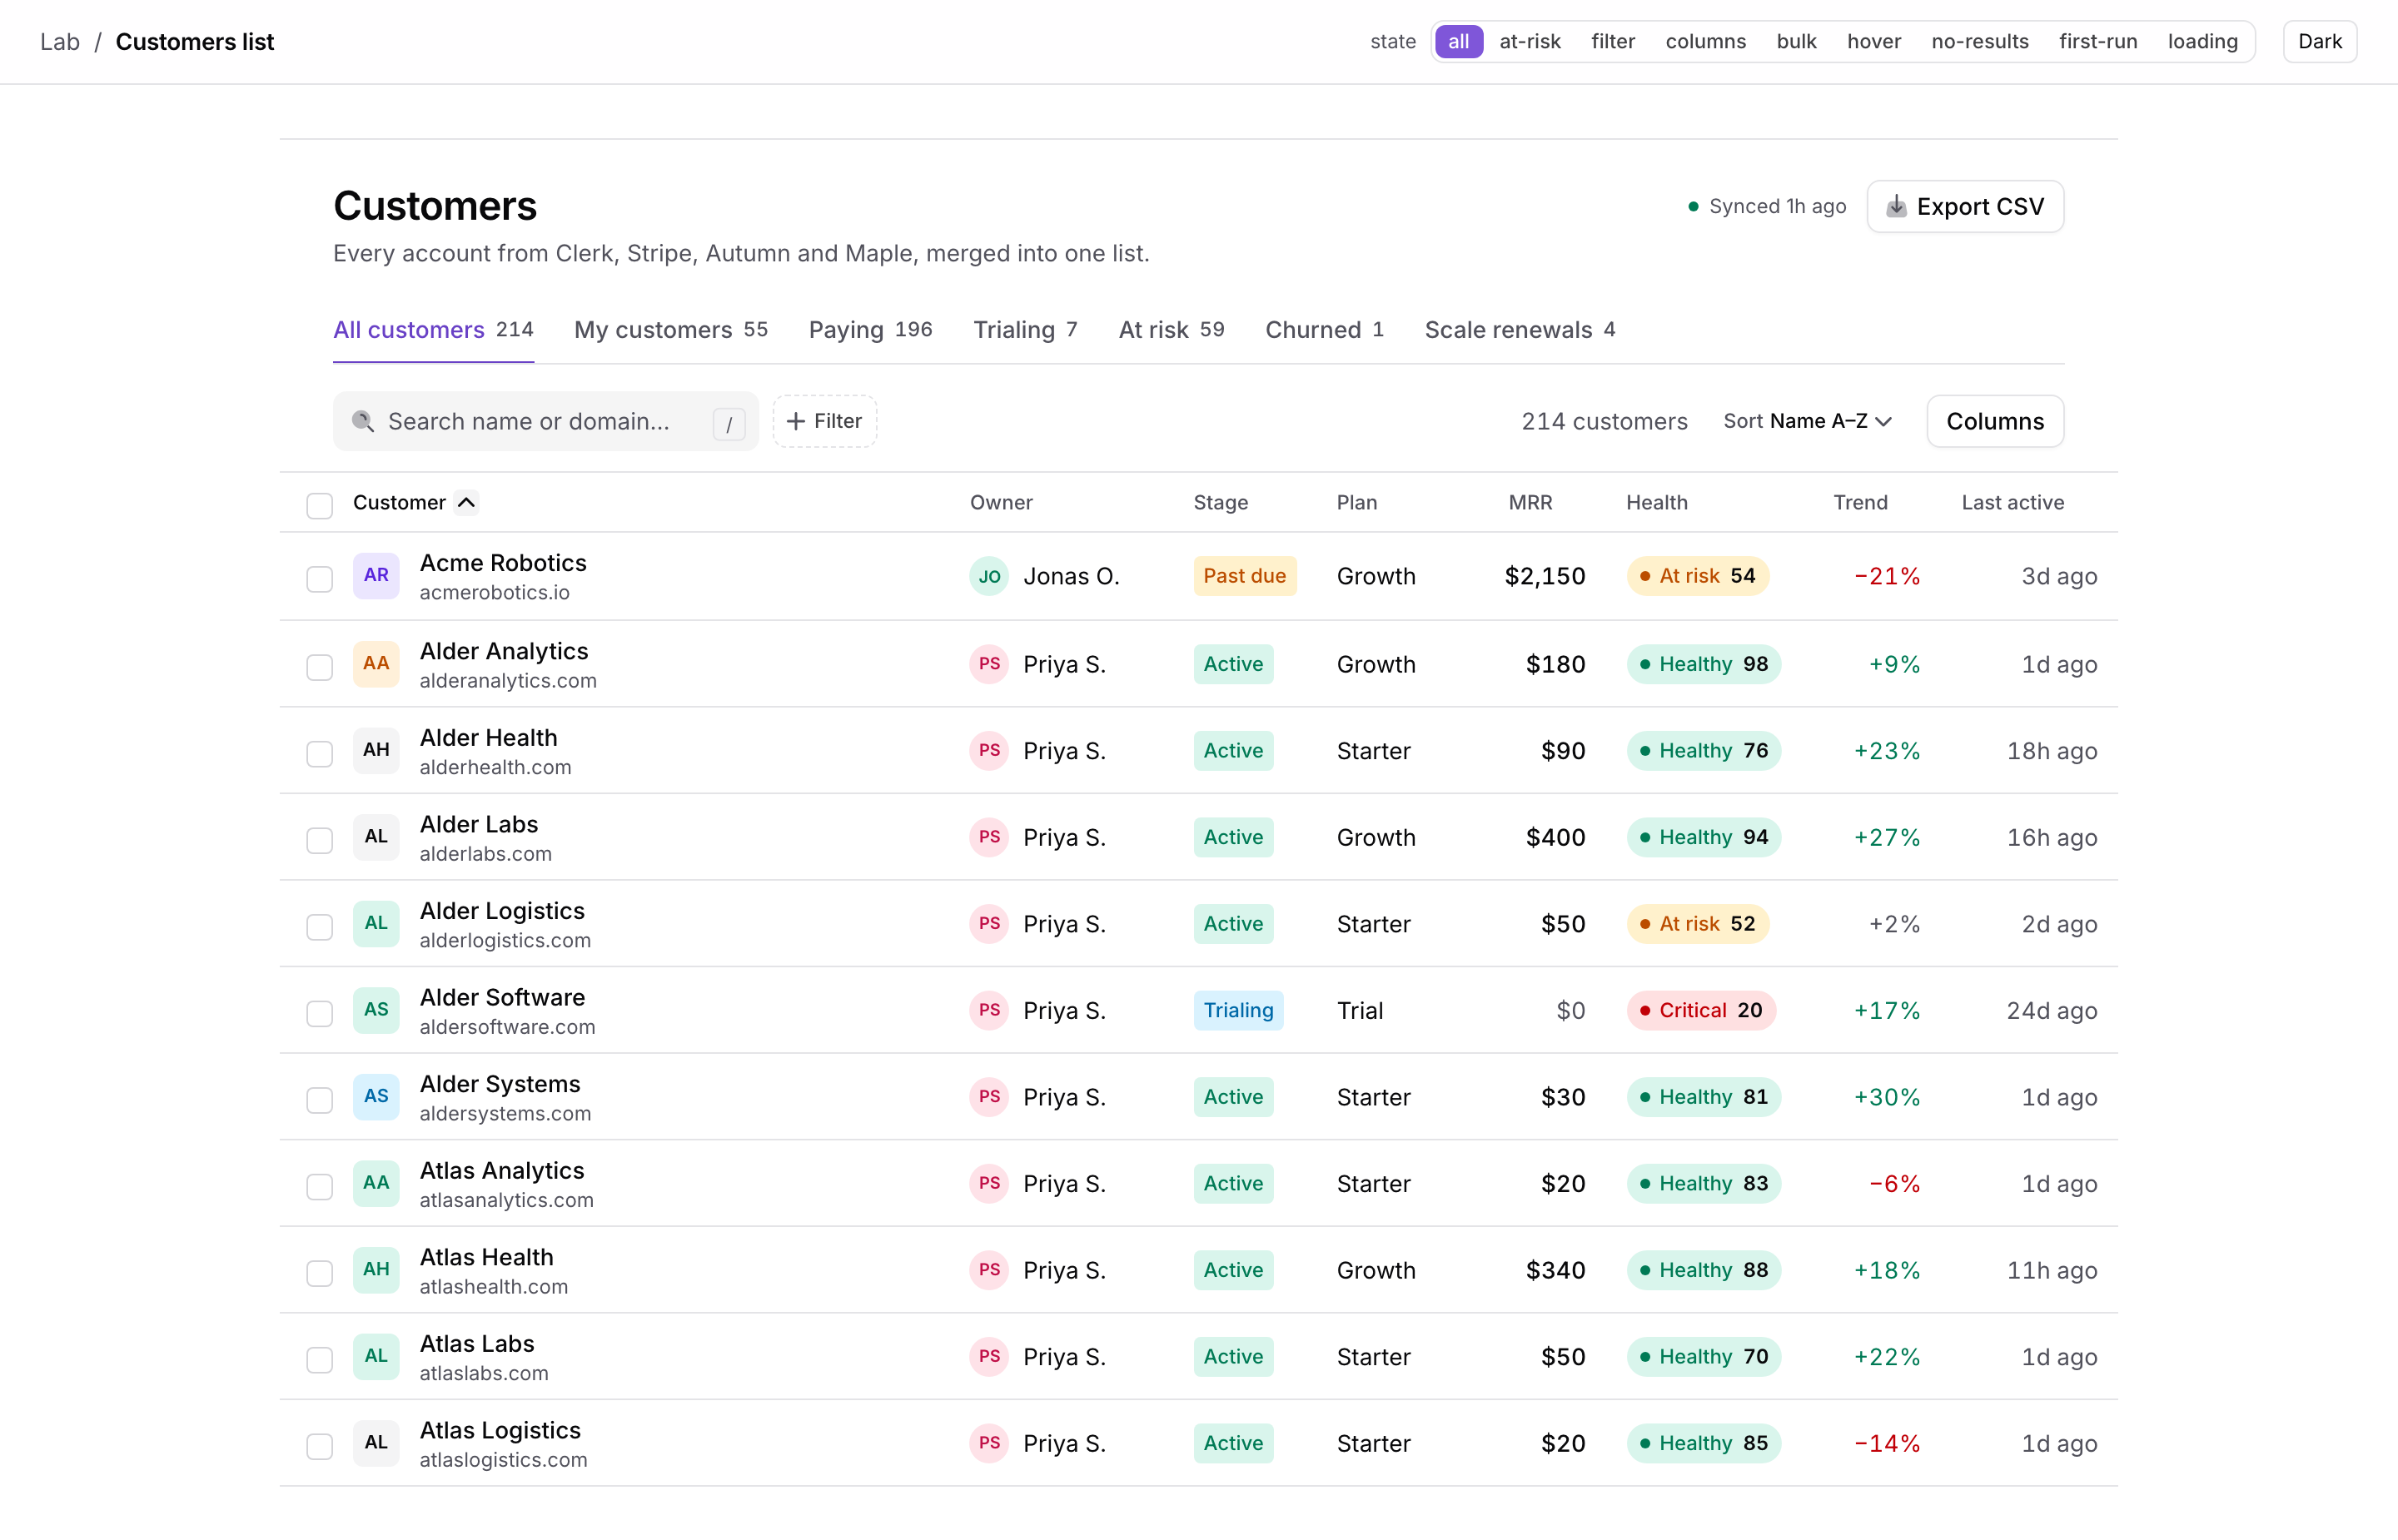 Lab / Customers list
state all at-risk filter columns bulk hover no-results first-run loading Dark
Customers
Synced 1h ago Export CSV
Every account from Clerk, Stripe, Autumn and Maple, merged into one list.
All customers 214 My customers 55 Paying 196 Trialing 7 At risk 59 Churned 1 Scale renewals 4
Search name or domain... / + Filter 214 customers Sort Name A–Z Columns
Customer Owner Stage Plan MRR Health Trend Last active
AR Acme Robotics JO Jonas O. Past due Growth $2,150 At risk 54 −21% 3d ago
acmerobotics.io
AA Alder Analytics PS Priya S. Active Growth $180 Healthy 98 +9% 1d ago
alderanalytics.com
AH Alder Health PS Priya S. Active Starter $90 Healthy 76 +23% 18h ago
alderhealth.com
AL Alder Labs PS Priya S. Active Growth $400 Healthy 94 +27% 16h ago
alderlabs.com
AL Alder Logistics PS Priya S. Active Starter $50 At risk 52 +2% 2d ago
alderlogistics.com
AS Alder Software PS Priya S. Trialing Trial $0 Critical 20 +17% 24d ago
aldersoftware.com
AS Alder Systems PS Priya S. Active Starter $30 Healthy 81 +30% 1d ago
aldersystems.com
AA Atlas Analytics PS Priya S. Active Starter $20 Healthy 83 −6% 1d ago
atlasanalytics.com
AH Atlas Health PS Priya S. Active Growth $340 Healthy 88 +18% 11h ago
atlashealth.com
AL Atlas Labs PS Priya S. Active Starter $50 Healthy 70 +22% 1d ago
atlaslabs.com
AL Atlas Logistics PS Priya S. Active Starter $20 Healthy 85 −14% 1d ago
atlaslogistics.com